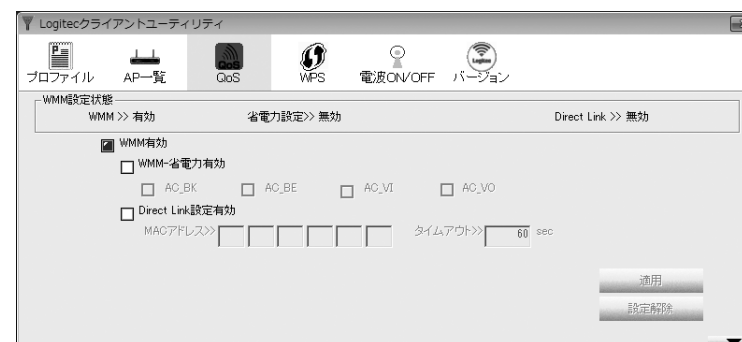 Logitecクライアントユーティリティ
プロファイル AP一覧 QoS WPS 電波ON/OFF バージョン
WMM設定状態
WMM >> 有効 省電力設定>> 無効 Direct Link >> 無効
WMM有効
WMM-省電力有効
AC_BK AC_BE AC_VI AC_VO
Direct Link設定有効
MACアドレス>> タイムアウト>> 60 sec
適用
設定解除